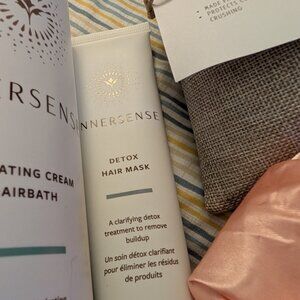 NERSENSE
ATING CREAM
AIRBATH
INNERSENSE
DETOX
HAIR MASK
A clarifying detox
treatment to remove
buildup
Un soin détox clarifiant
pour éliminer les résidus
de produits
MADE
PROTECTS
CRUSHING